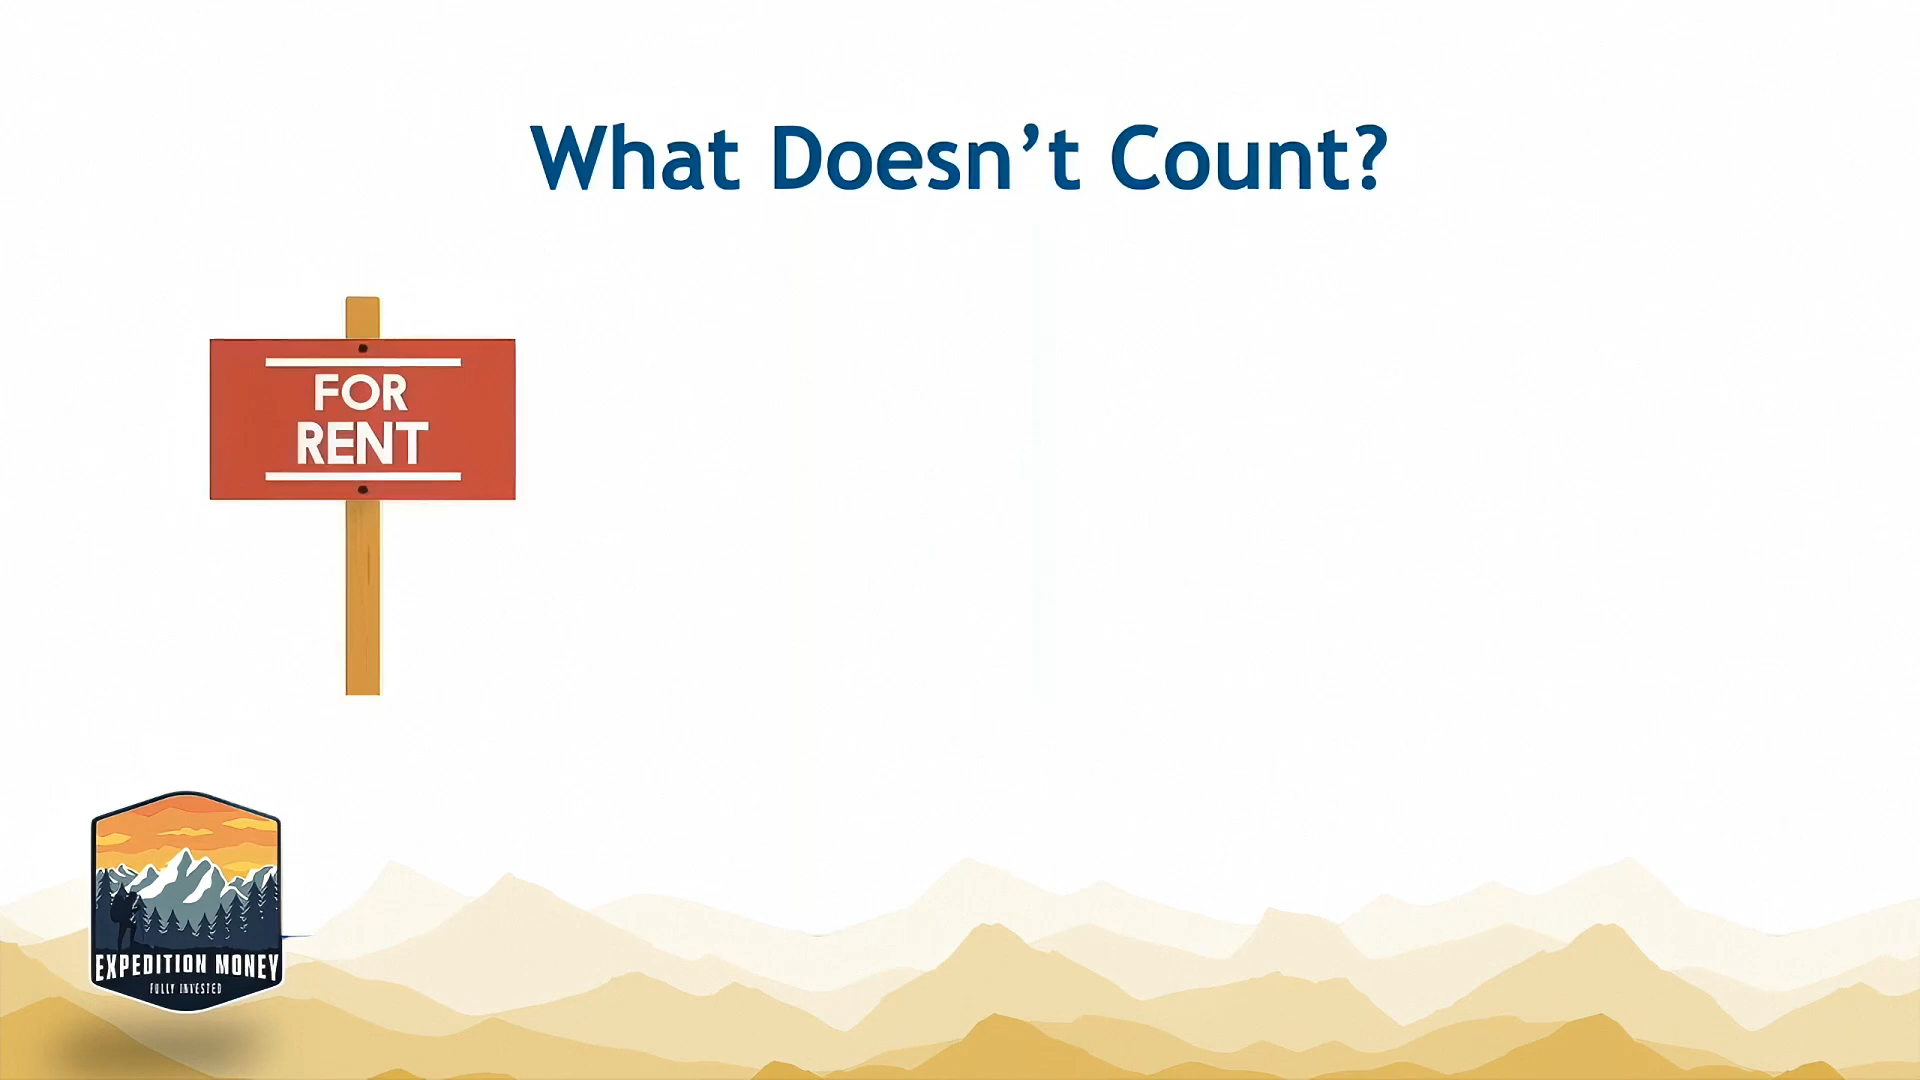 What Doesn’t Count?
FOR
RENT
EXPEDITION MONEY
FULLY INVESTED